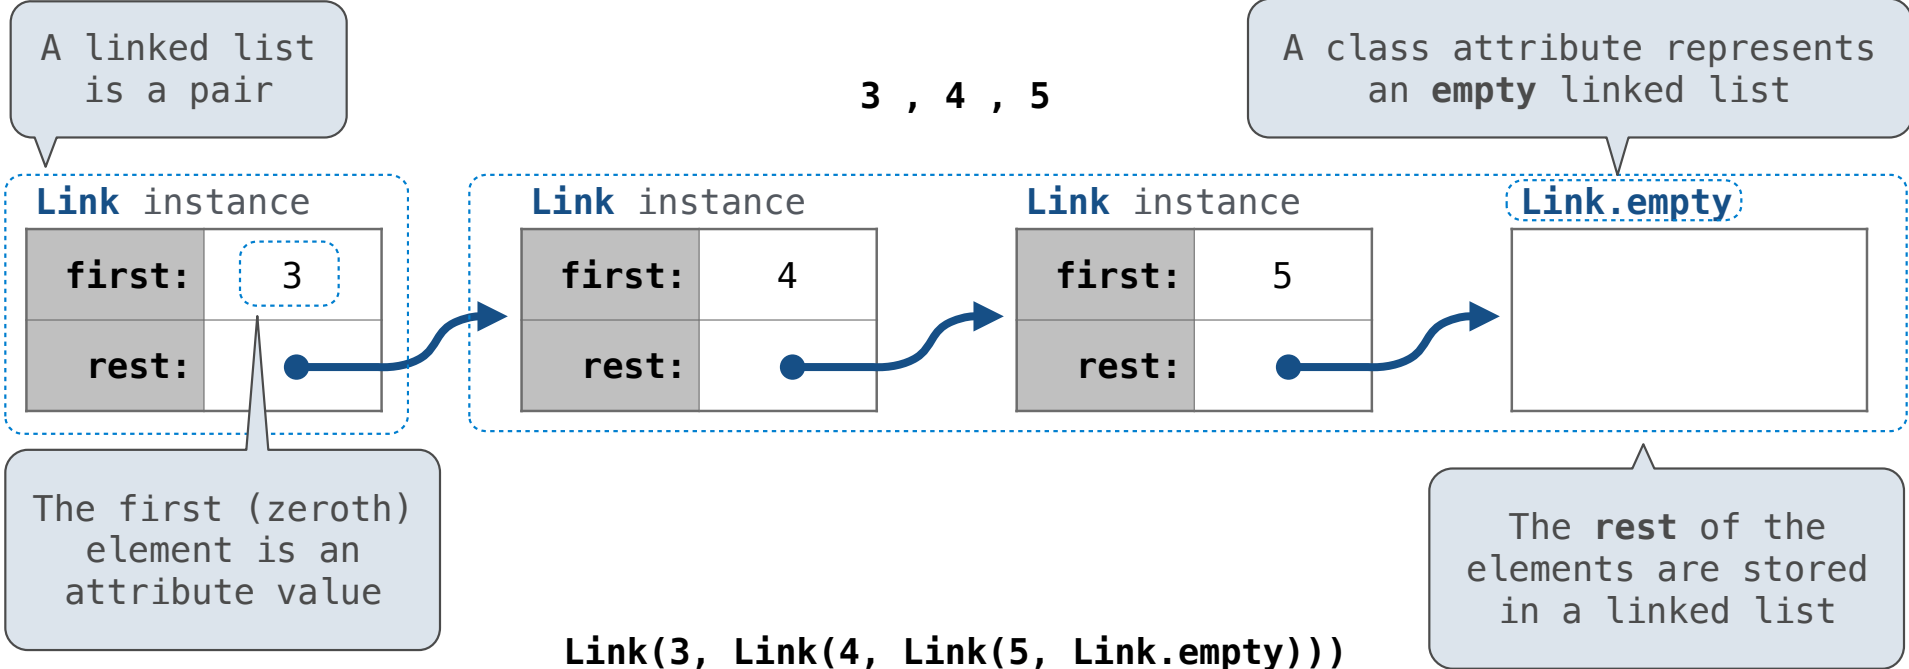 A linked list
is a pair
3 , 4 , 5
A class attribute represents
an empty linked list
Link instance
first: 3
rest:
Link instance
first: 4
rest:
Link instance
first: 5
rest:
Link.empty
The first (zeroth)
element is an
attribute value
The rest of the
elements are stored
in a linked list
Link(3, Link(4, Link(5, Link.empty)))